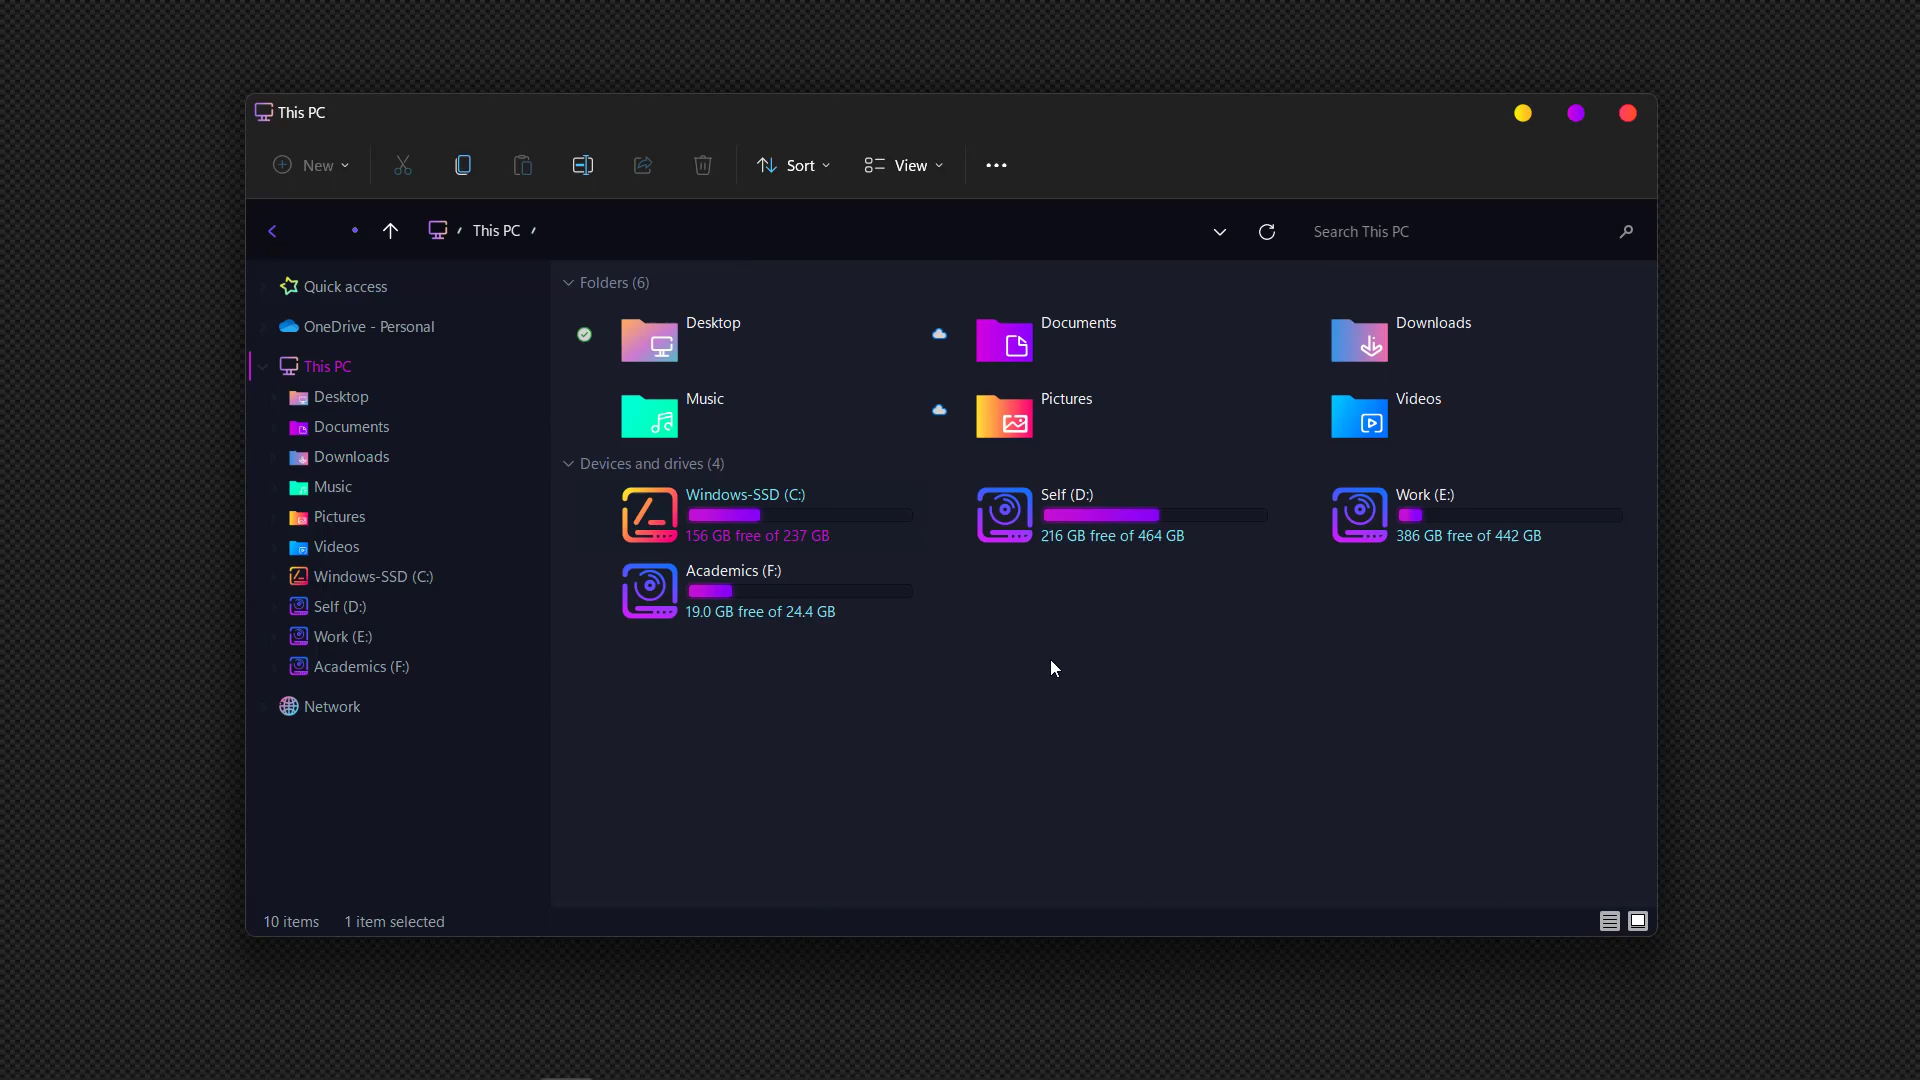 This PC
New
Sort
View
This PC
Search This PC
Quick access
OneDrive - Personal
This PC
Desktop
Documents
Downloads
Music
Pictures
Videos
Windows-SSD (C:)
Self (D:)
Work (E:)
Academics (F:)
Network
Folders (6)
Desktop
Documents
Downloads
Music
Pictures
Videos
Devices and drives (4)
Windows-SSD (C:)
156 GB free of 237 GB
Self (D:)
216 GB free of 464 GB
Work (E:)
386 GB free of 442 GB
Academics (F:)
19.0 GB free of 24.4 GB
10 items
1 item selected